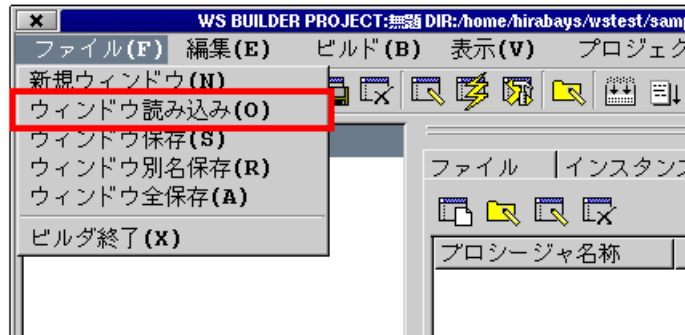 WS BUILDER PROJECT:無題 DIR:/home/hirabays/wstest/sam
ファイル(F) 編集(E) ビルド(B) 表示(V) プロジェク
新規ウィンドウ(N)
ウィンドウ読み込み(O)
ウィンドウ保存(S)
ウィンドウ別名保存(R)
ウィンドウ全保存(A)
ビルダ終了(X)
ファイル インスタンス
プロシージャ名称